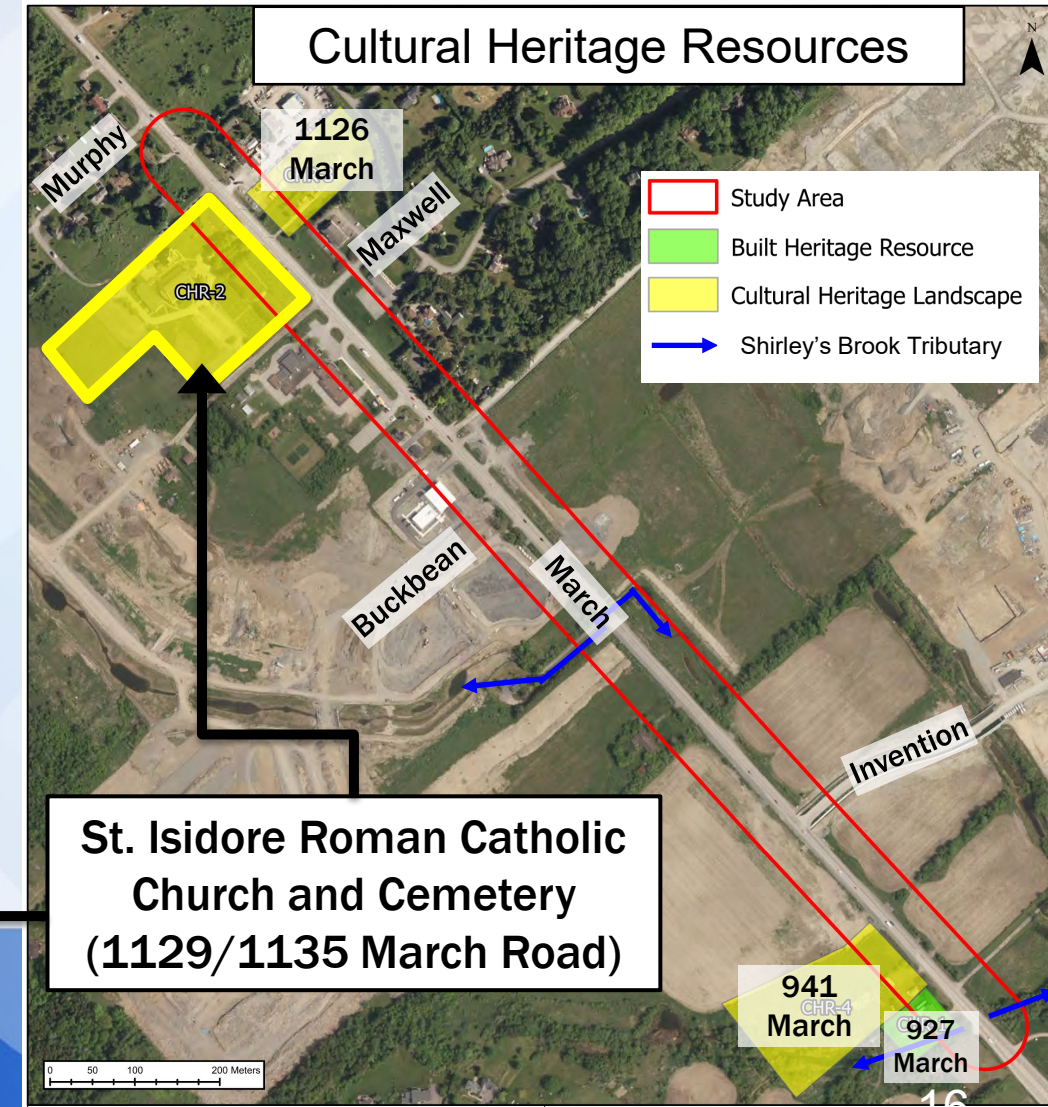 Cultural Heritage Resources
N
Murphy
1126
March
Maxwell
Study Area
Built Heritage Resource
Cultural Heritage Landscape
Shirley's Brook Tributary
CHR-2
Buckbean
March
Invention
St. Isidore Roman Catholic
Church and Cemetery
(1129/1135 March Road)
941
CHR-4
March
927
March
0 50 100 200 Meters
16